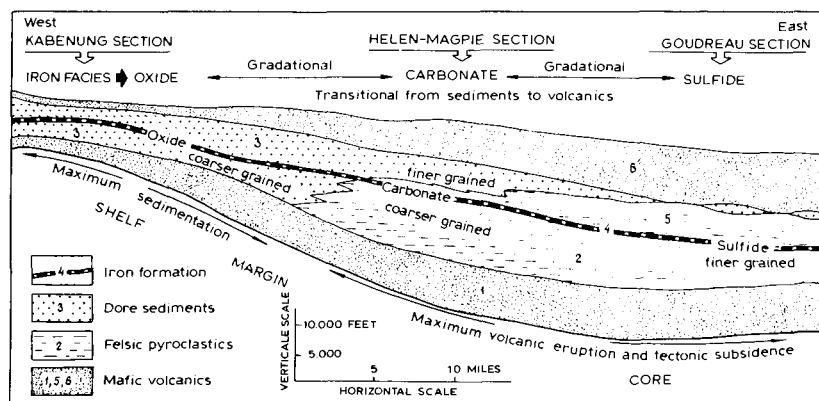 West
East
KABENUNG SECTION
HELEN-MAGPIE SECTION
GOUDREAU SECTION
IRON FACIES OXIDE
Gradational
CARBONATE
Gradational
SULFIDE
Transitional from sediments to volcanics
3
Oxide
3
coarser grained
finer grained
6
Carbonate
coarser grained
5
4
2
Sulfide
finer grained
1
Maximum sedimentation
SHELF
MARGIN
Maximum volcanic eruption and tectonic subsidence
CORE
4 Iron formation
3 Dore sediments
2 Felsic pyroclastics
1,5,6 Mafic volcanics
VERTICALE SCALE
10.000 FEET
5.000
5 10 MILES
HORIZONTAL SCALE